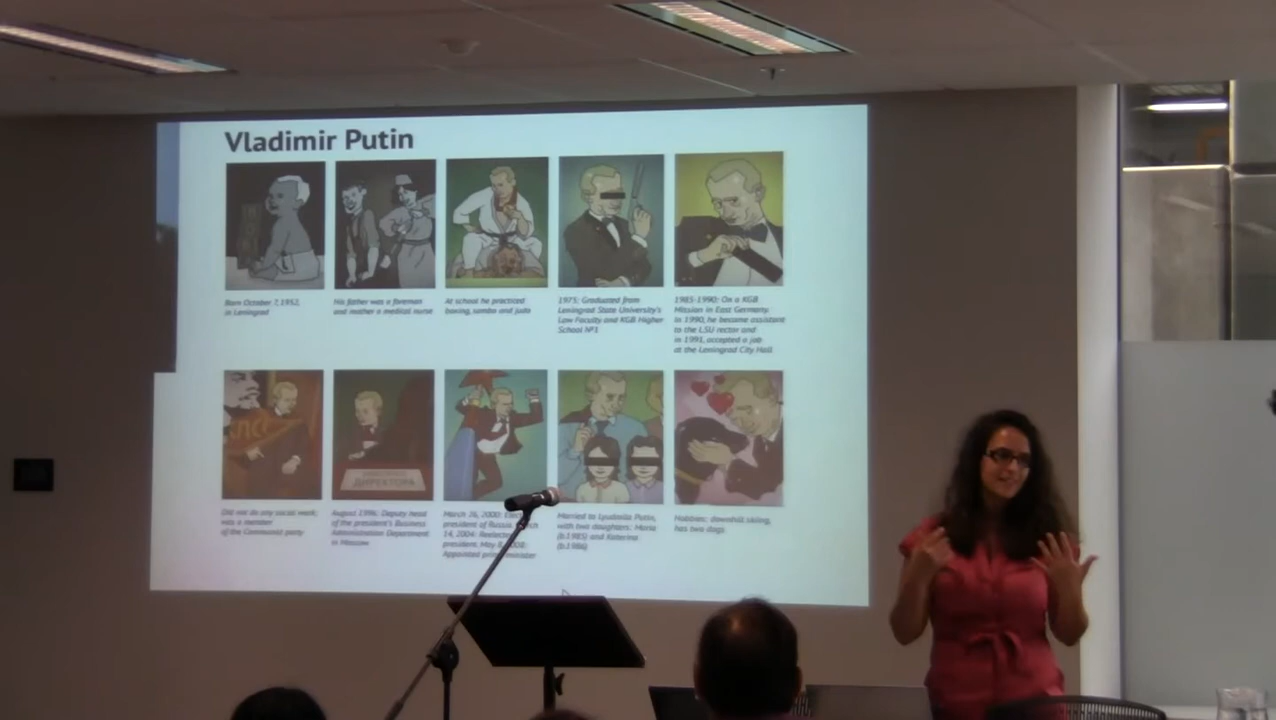 Vladimir Putin
Born October 7, 1952,
in Leningrad
His father was a foreman
and mother a medical nurse
At school he practiced
boxing, sambo and judo
1975: Graduated from
Leningrad State University's
Law Faculty and KGB Higher
School №1
1985-1990: On a KGB
Mission in East Germany.
In 1990, he became assistant
to the LSU rector and
in 1991, accepted a job
at the Leningrad City Hall
ДИРЕКТОРА
Did not do any social work;
was a member
of the Communist party
August 1996: Deputy head
of the president's Business
Administration Department
in Moscow
March 26, 2000:
president of Russia.
14, 2004: Reelected
president. May 8, 2008:
Appointed prime minister
Married to Lyudmila Putin,
with two daughters: Maria
(b.1985) and Katerina
(b.1986)
Hobbies: downhill skiing,
has two dogs